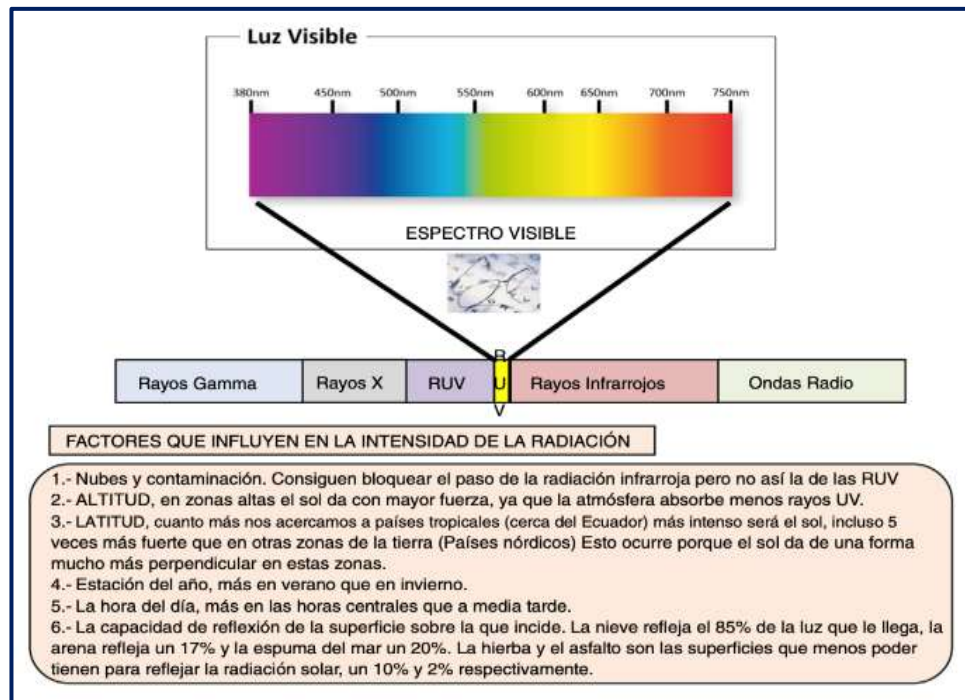 Luz Visible
380nm 450nm 500nm 550nm 600nm 650nm 700nm 750nm
ESPECTRO VISIBLE
Rayos Gamma Rayos X RUV R U V Rayos Infrarrojos Ondas Radio
FACTORES QUE INFLUYEN EN LA INTENSIDAD DE LA RADIACIÓN
1.- Nubes y contaminación. Consiguen bloquear el paso de la radiación infrarroja pero no así la de las RUV
2.- ALTITUD, en zonas altas el sol da con mayor fuerza, ya que la atmósfera absorbe menos rayos UV.
3.- LATITUD, cuanto más nos acercamos a países tropicales (cerca del Ecuador) más intenso será el sol, incluso 5
veces más fuerte que en otras zonas de la tierra (Países nórdicos) Esto ocurre porque el sol da de una forma
mucho más perpendicular en estas zonas.
4.- Estación del año, más en verano que en invierno.
5.- La hora del día, más en las horas centrales que a media tarde.
6.- La capacidad de reflexión de la superficie sobre la que incide. La nieve refleja el 85% de la luz que le llega, la
arena refleja un 17% y la espuma del mar un 20%. La hierba y el asfalto son las superficies que menos poder
tienen para reflejar la radiación solar, un 10% y 2% respectivamente.